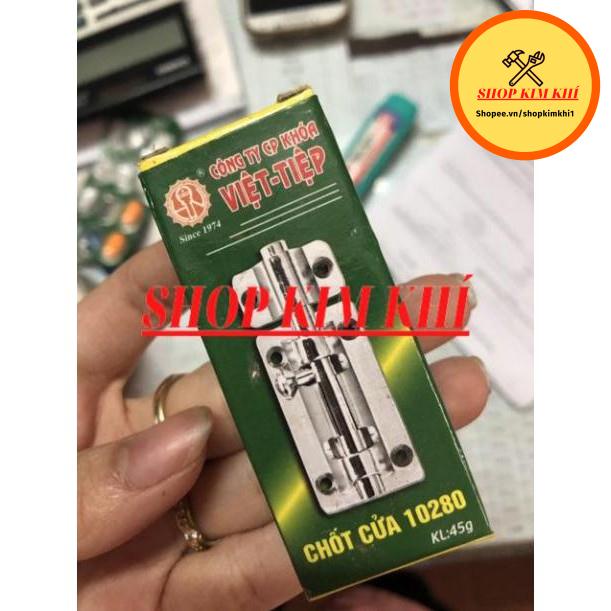 SHOP KIM KHÍ
Shopee.vn/shopkimkhi1
CÔNG TY CP KHÓA
VIỆT-TIỆP
®
Since 1974
SHOP KIM KHÍ
CHỐT CỬA 10280
KL:45g